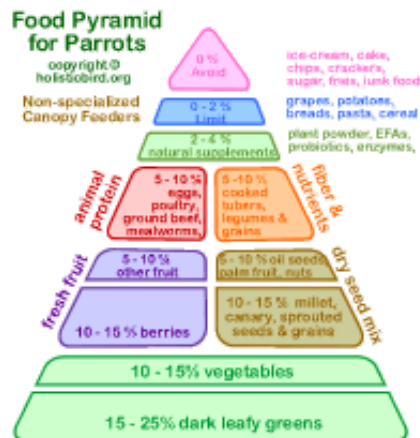 Food Pyramid
for Parrots
copyright ©
holisticbird.org
Non-specialized
Canopy Feeders
0 %
Avoid
ice-cream, cake,
chips, crackers,
sugar, fries, junk food
0 - 2 %
Limit
grapes, potatoes,
breads, pasta, cereal
2 - 4 %
natural supplements
plant powder, EFAs,
probiotics, enzymes,
animal
protein
5 - 10 %
eggs,
poultry,
ground beef,
mealworms,
5 -10 %
cooked
tubers,
legumes &
grains
fiber &
nutrients
fresh fruit
5 - 10 %
other fruit
10 - 15 % berries
5 - 10 % oil seeds
palm fruit, nuts
10 - 15 % millet,
canary, sprouted
seeds & grains
dry seed mix
10 - 15% vegetables
15 - 25% dark leafy greens